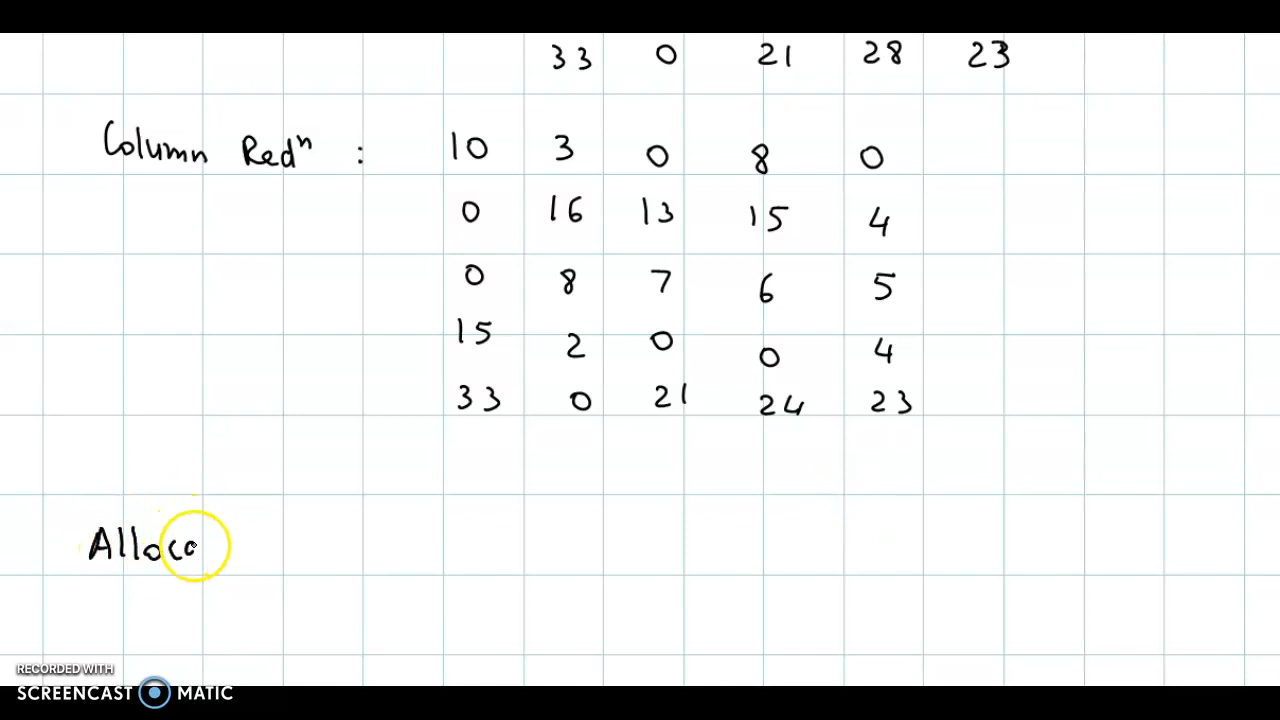 33 0 21 28 23
Column Redⁿ : 10 3 0 8 0
0 16 13 15 4
0 8 7 6 5
15 2 0 0 4
33 0 21 24 23
Alloca
RECORDED WITH
SCREENCAST MATIC